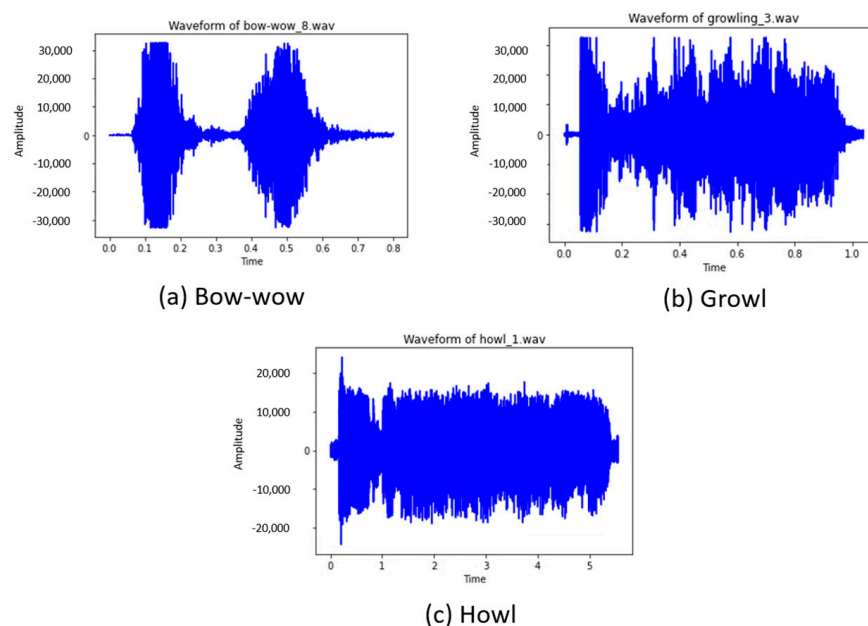 Waveform of bow-wow_8.wav
30,000
20,000
10,000
0
-10,000
-20,000
-30,000
Amplitude
0.0 0.1 0.2 0.3 0.4 0.5 0.6 0.7 0.8
Time
(a) Bow-wow
Waveform of growling_3.wav
30,000
20,000
10,000
0
-10,000
-20,000
-30,000
Amplitude
0.0 0.2 0.4 0.6 0.8 1.0
Time
(b) Growl
Waveform of howl_1.wav
20,000
10,000
0
-10,000
-20,000
Amplitude
0 1 2 3 4 5
Time
(c) Howl